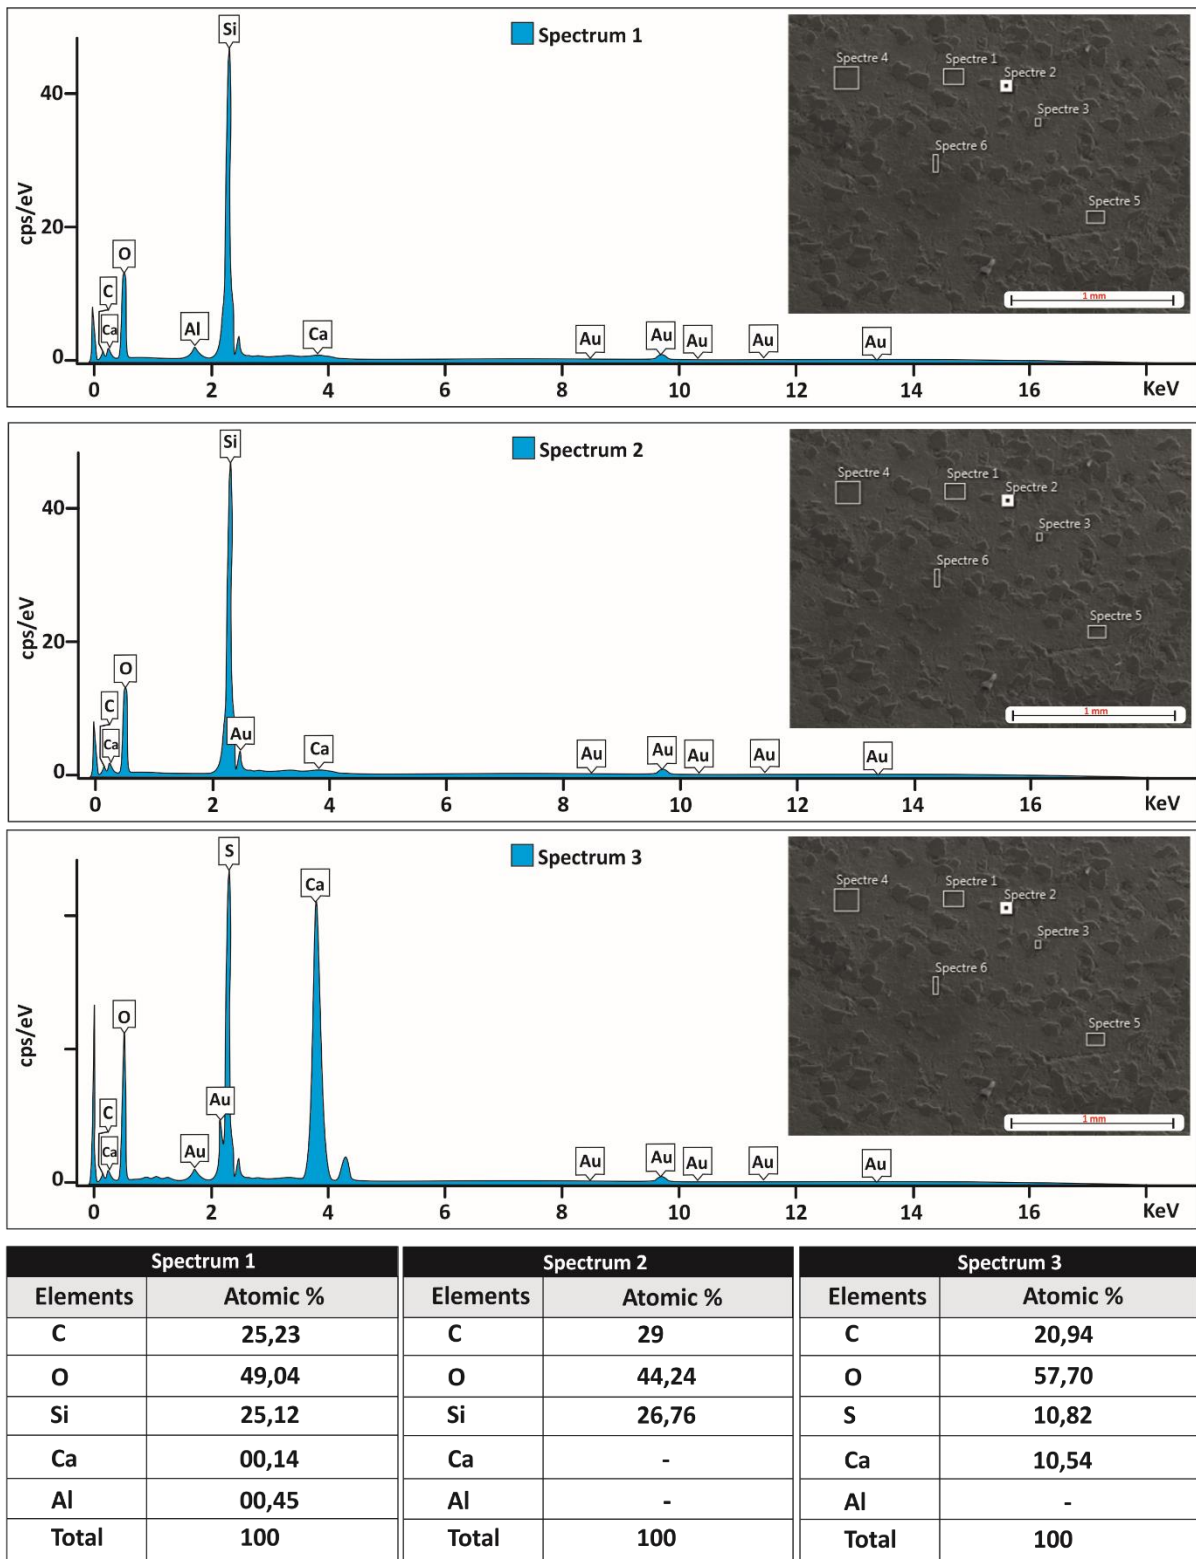 Spectrum 1
Si
40
20
0
cps/eV
C
Ca
O
Al
Ca
Au
Au
Au
Au
Au
0 2 4 6 8 10 12 14 16 KeV
Spectre 4
Spectre 1
Spectre 2
Spectre 3
Spectre 6
Spectre 5
1 mm
Spectrum 2
Si
40
20
0
cps/eV
C
Ca
O
Au
Ca
Au
Au
Au
Au
Au
0 2 4 6 8 10 12 14 16 KeV
Spectre 4
Spectre 1
Spectre 2
Spectre 3
Spectre 6
Spectre 5
1 mm
Spectrum 3
S
Ca
0
cps/eV
C
Ca
O
Au
Au
Au
Au
Au
Au
Au
0 2 4 6 8 10 12 14 16 KeV
Spectre 4
Spectre 1
Spectre 2
Spectre 3
Spectre 6
Spectre 5
1 mm
Spectrum 1
Elements Atomic %
C 25,23
O 49,04
Si 25,12
Ca 00,14
Al 00,45
Total 100
Spectrum 2
Elements Atomic %
C 29
O 44,24
Si 26,76
Ca -
Al -
Total 100
Spectrum 3
Elements Atomic %
C 20,94
O 57,70
S 10,82
Ca 10,54
Al -
Total 100